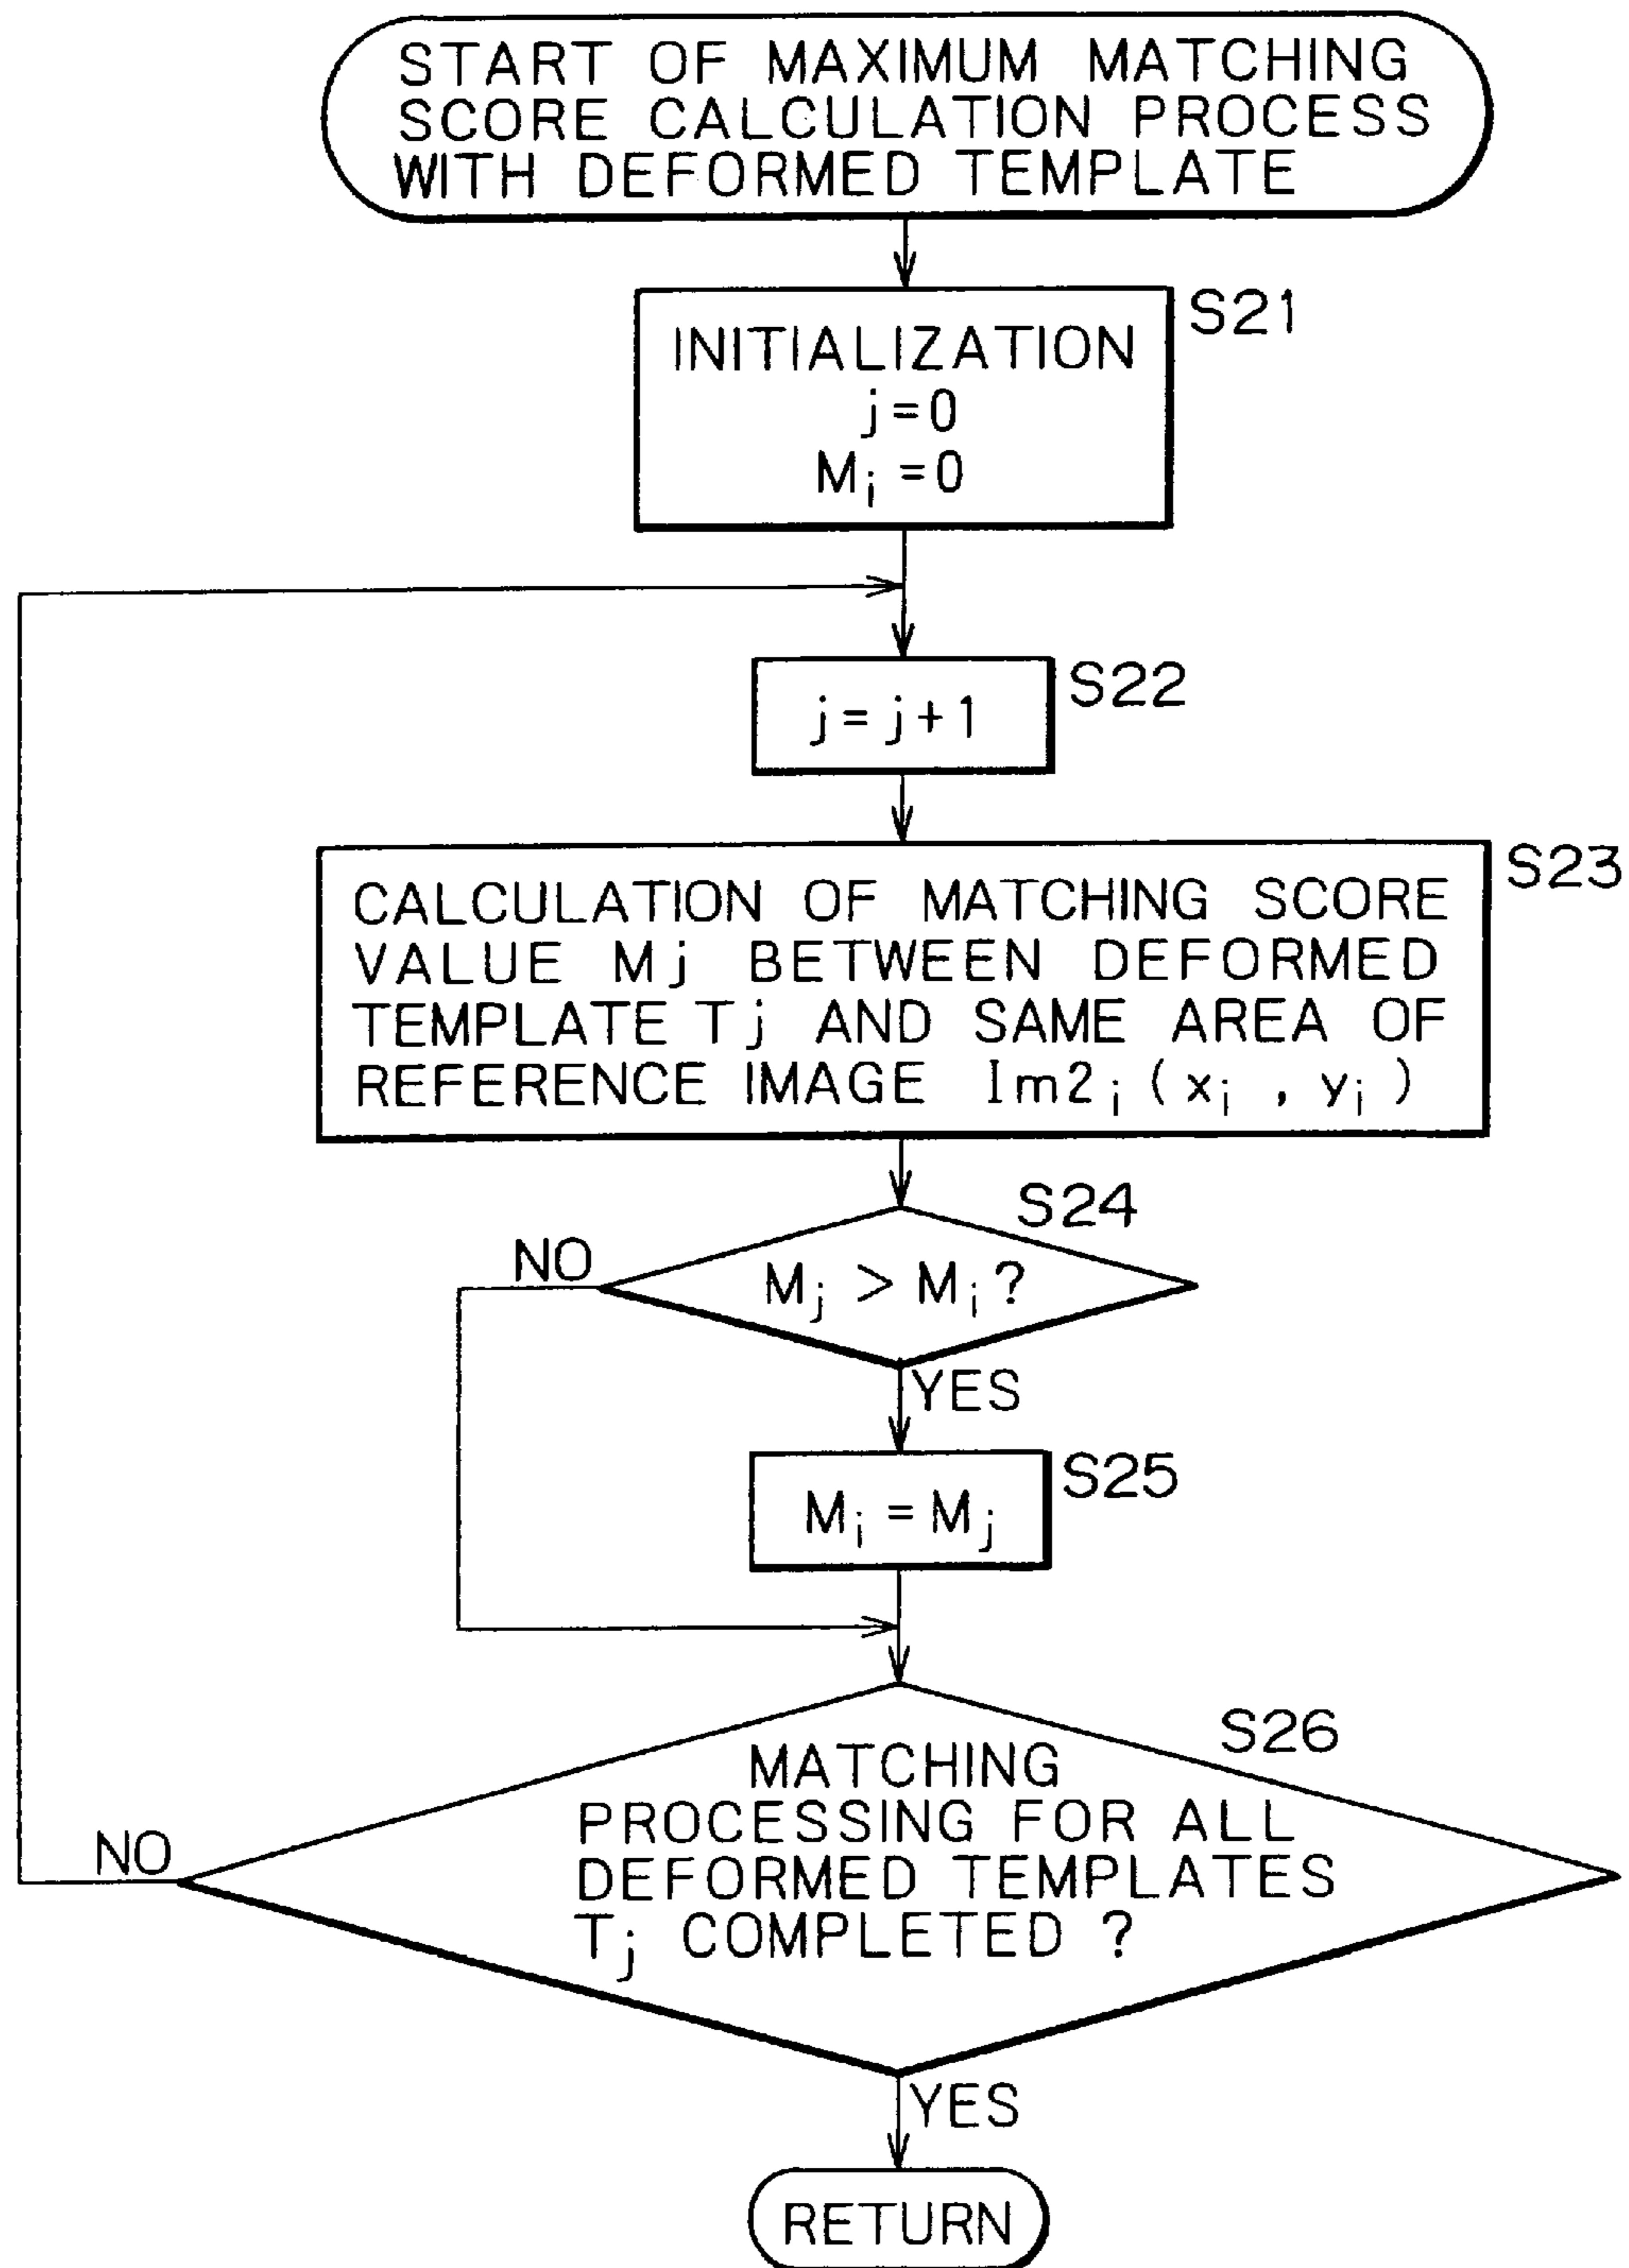 START OF MAXIMUM MATCHING
SCORE CALCULATION PROCESS
WITH DEFORMED TEMPLATE
S21
INITIALIZATION
j=0
Mi=0
S22
j=j+1
S23
CALCULATION OF MATCHING SCORE
VALUE Mj BETWEEN DEFORMED
TEMPLATE Tj AND SAME AREA OF
REFERENCE IMAGE Im2i (xi , yi)
S24
NO
Mj > Mi?
YES
S25
Mi = Mj
S26
MATCHING
PROCESSING FOR ALL
NO
DEFORMED TEMPLATES
Tj COMPLETED ?
YES
RETURN